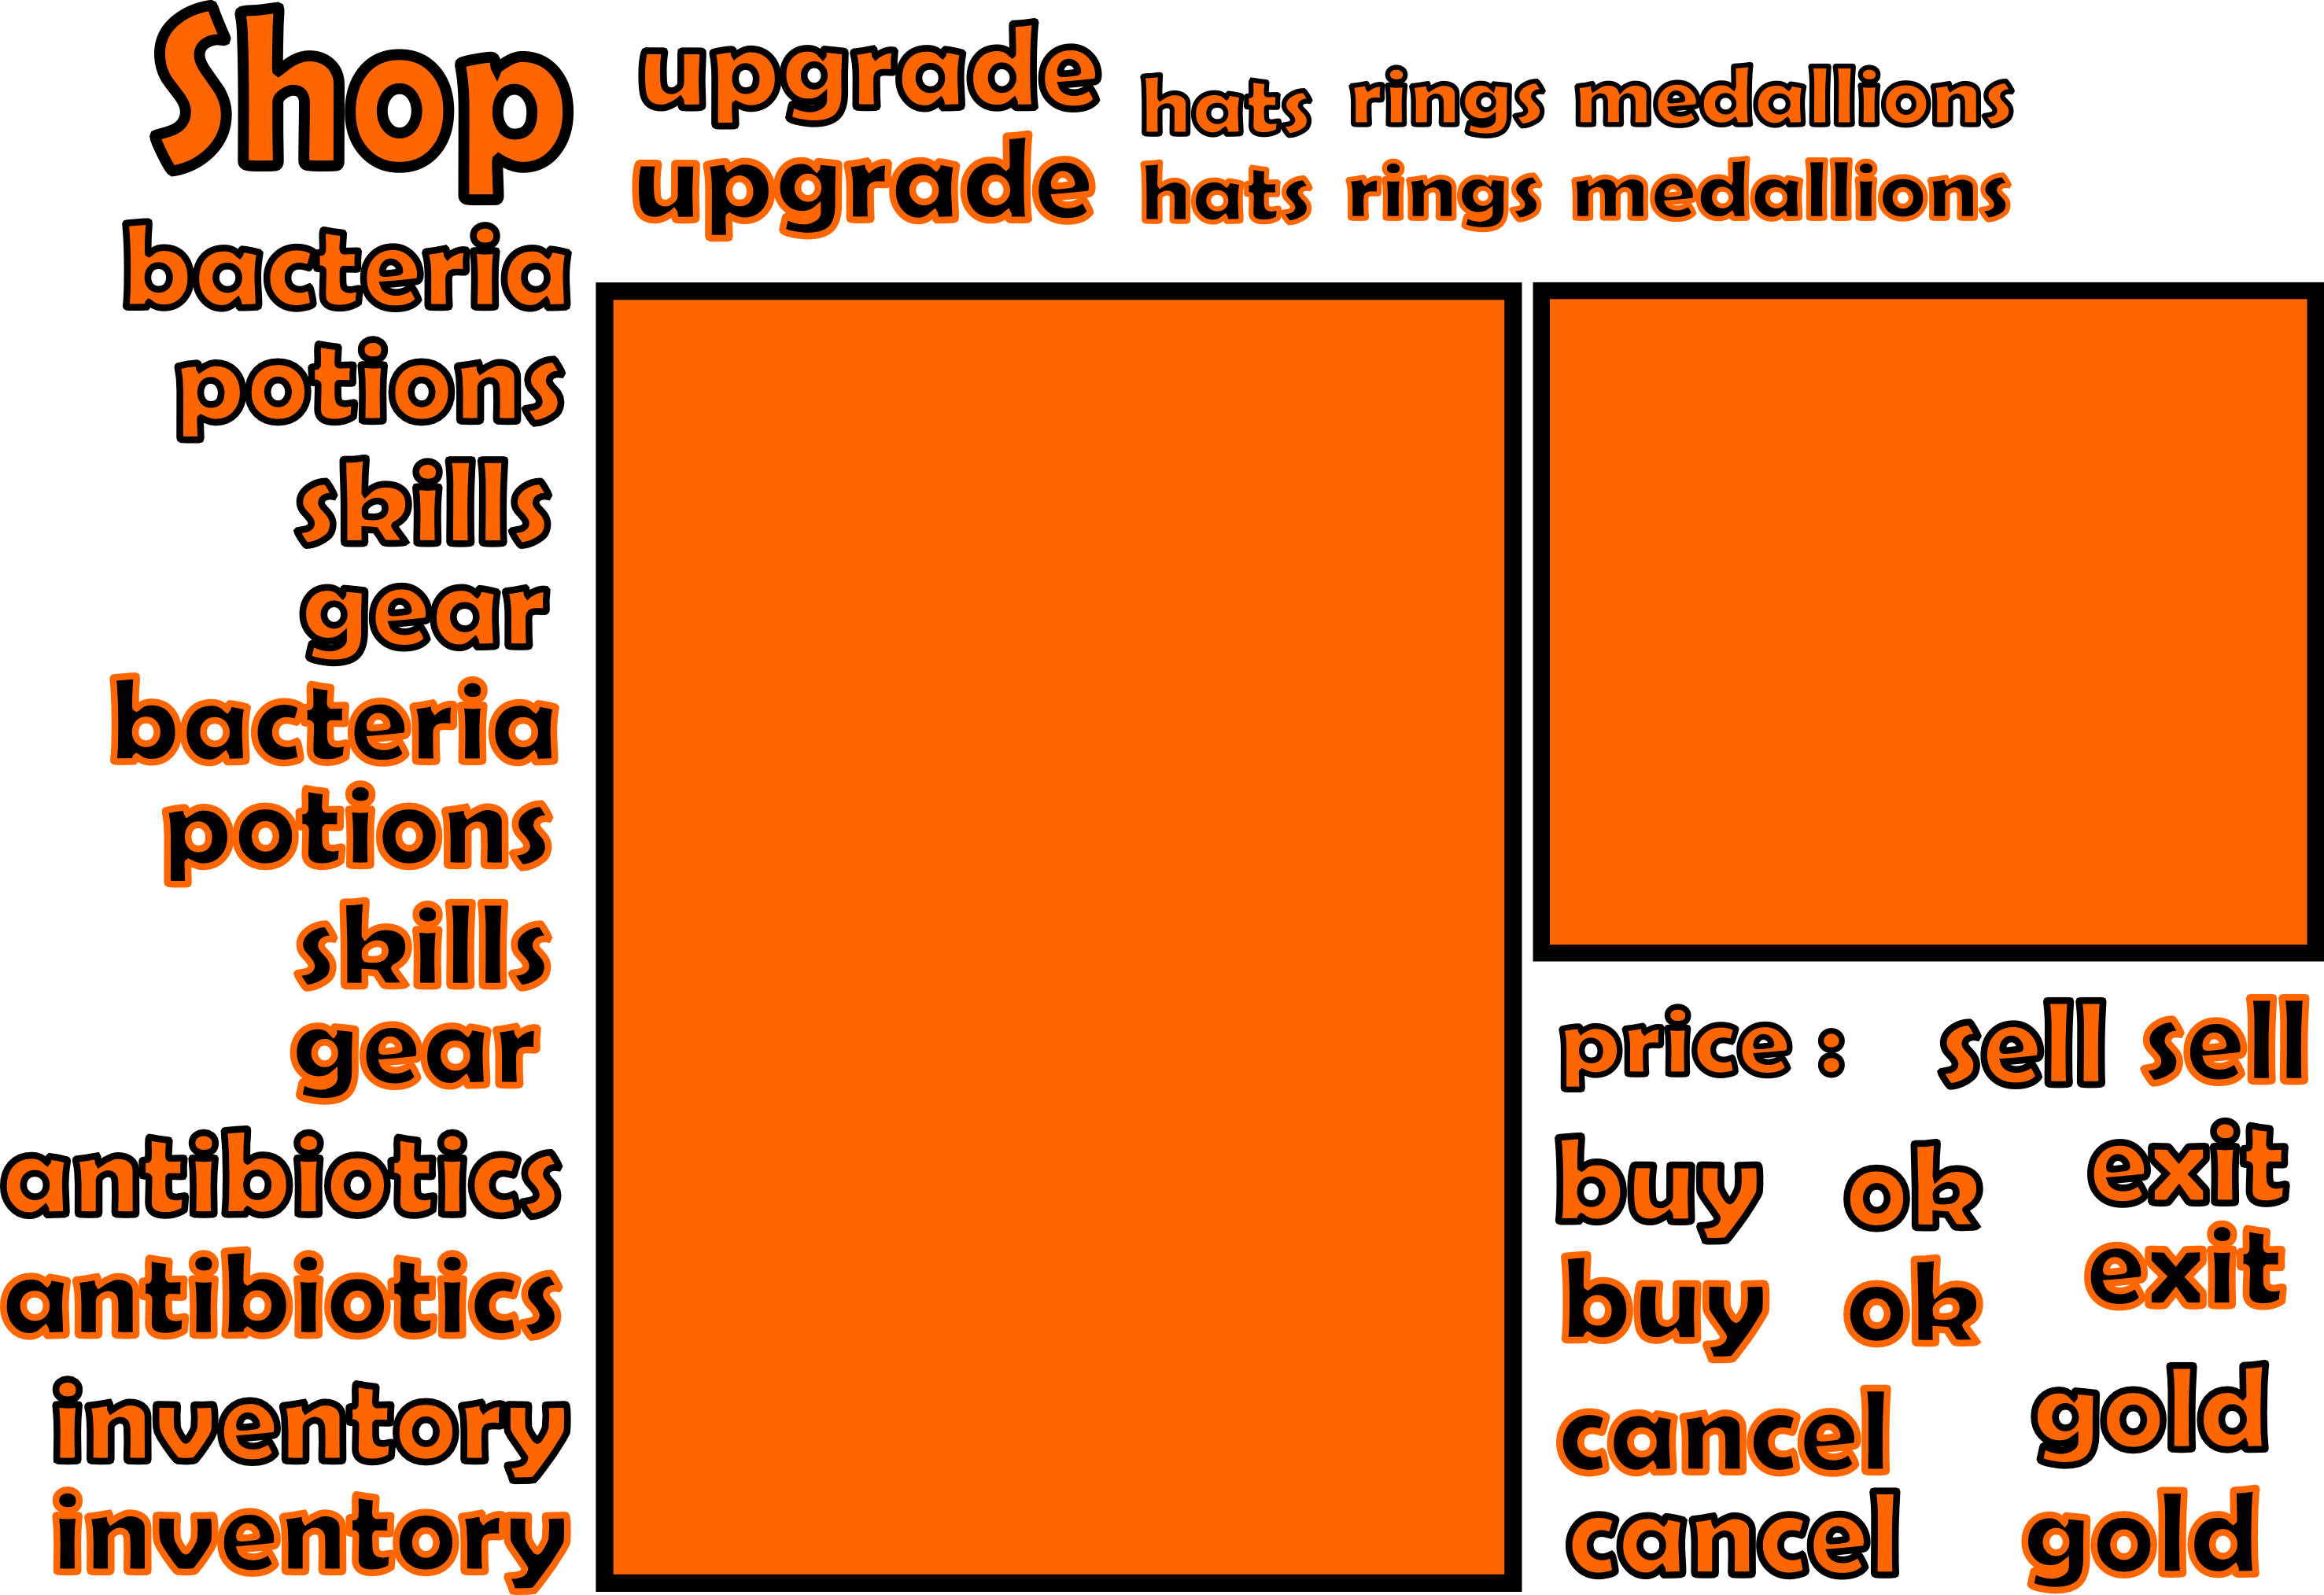 Shop
upgrade
hats rings medallions
upgrade
hats rings medallions
bacteria
potions
skills
gear
bacteria
potions
skills
gear
antibiotics
antibiotics
inventory
inventory
price : sell sell
buy ok exit
buy ok exit
cancel gold
cancel gold